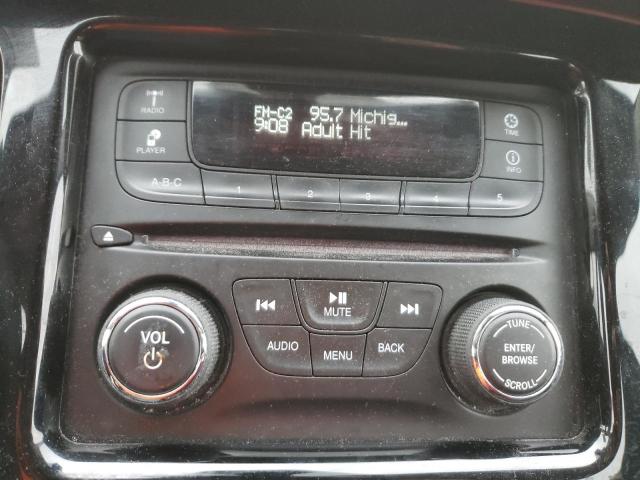 RADIO
FM-C2 95.7 Michig...
9:08 Adult Hit
TIME
PLAYER
INFO
A-B-C 1 2 3 4 5
MUTE
VOL
AUDIO MENU BACK
TUNE
ENTER/
BROWSE
SCROLL